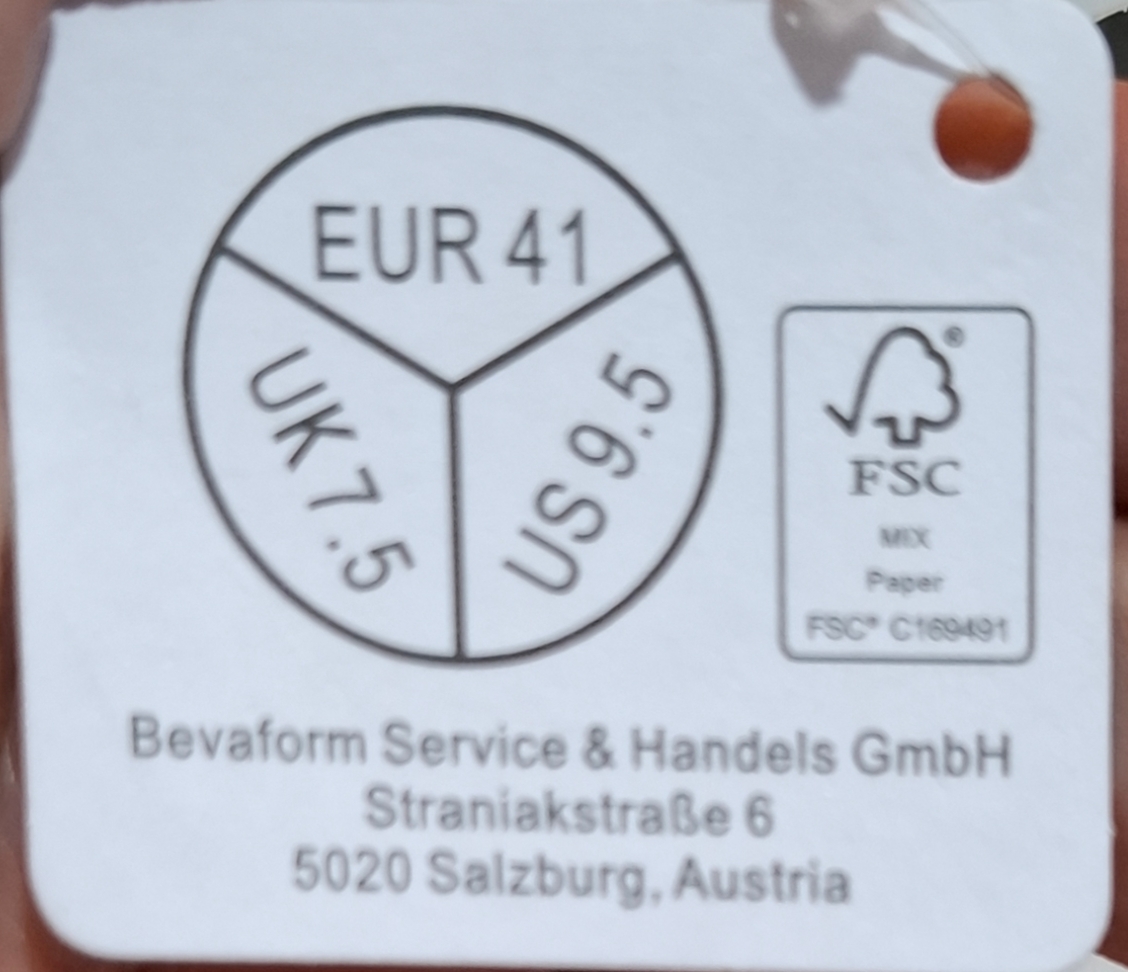 EUR 41
UK 7.5
US 9.5
®
FSC
MIX
Paper
FSC® C169491
Bevaform Service & Handels GmbH
Straniakstraße 6
5020 Salzburg, Austria